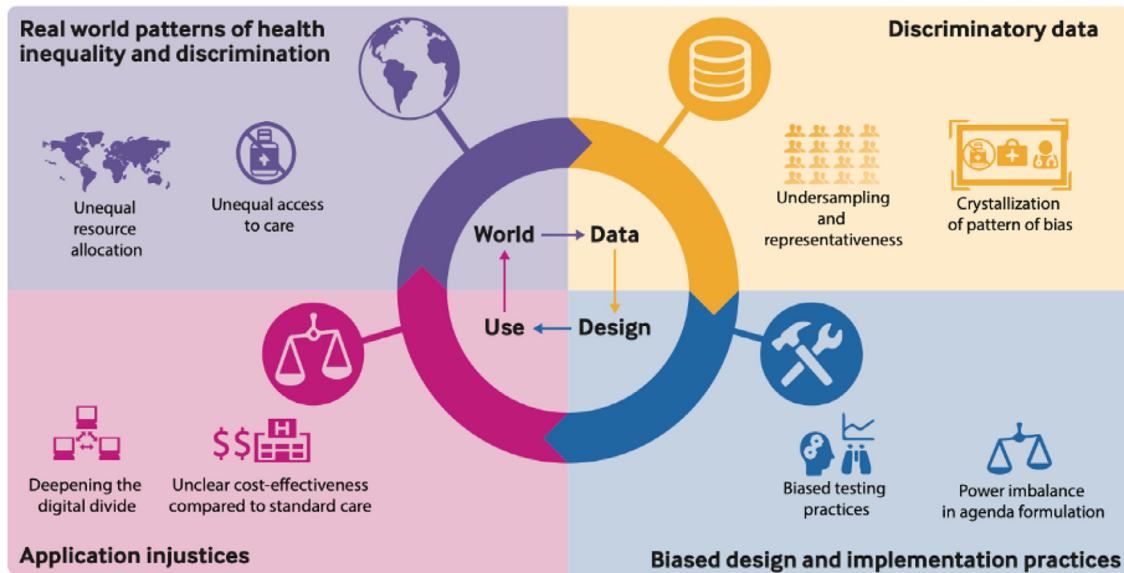 Real world patterns of health
inequality and discrimination
Unequal
resource
allocation
Unequal access
to care
Discriminatory data
Undersampling
and
representativeness
Crystallization
of pattern of bias
World
Data
Use
Design
Deepening the
digital divide
$$
H
Unclear cost-effectiveness
compared to standard care
Application injustices
Biased testing
practices
Power imbalance
in agenda formulation
Biased design and implementation practices